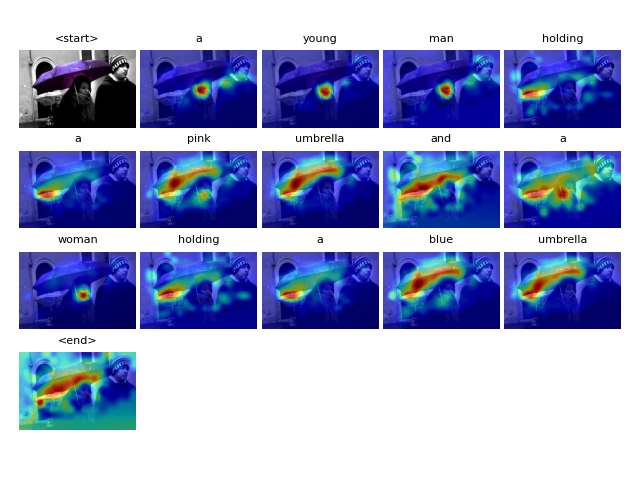 <start> a young man holding
a pink umbrella and a
woman holding a blue umbrella
<end>